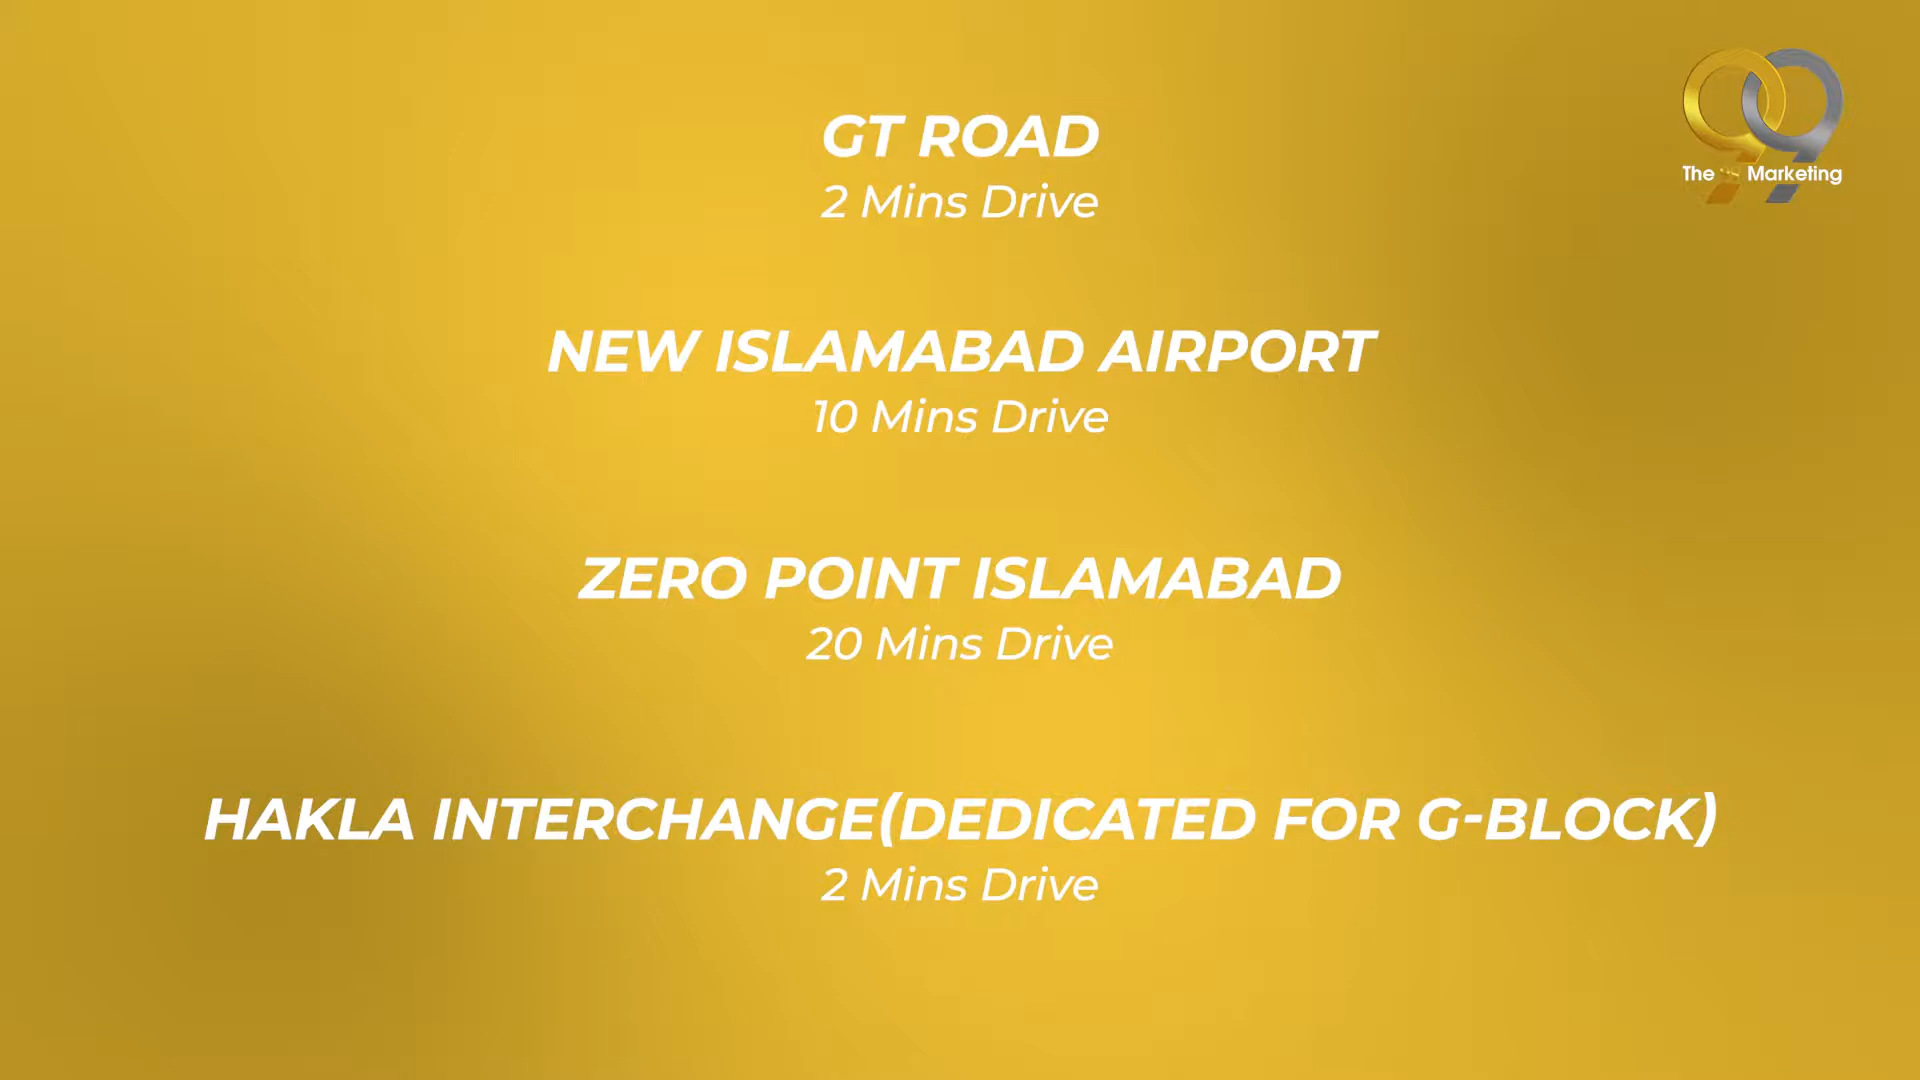 GT ROAD
2 Mins Drive
The 99 Marketing
NEW ISLAMABAD AIRPORT
10 Mins Drive
ZERO POINT ISLAMABAD
20 Mins Drive
HAKLA INTERCHANGE(DEDICATED FOR G-BLOCK)
2 Mins Drive